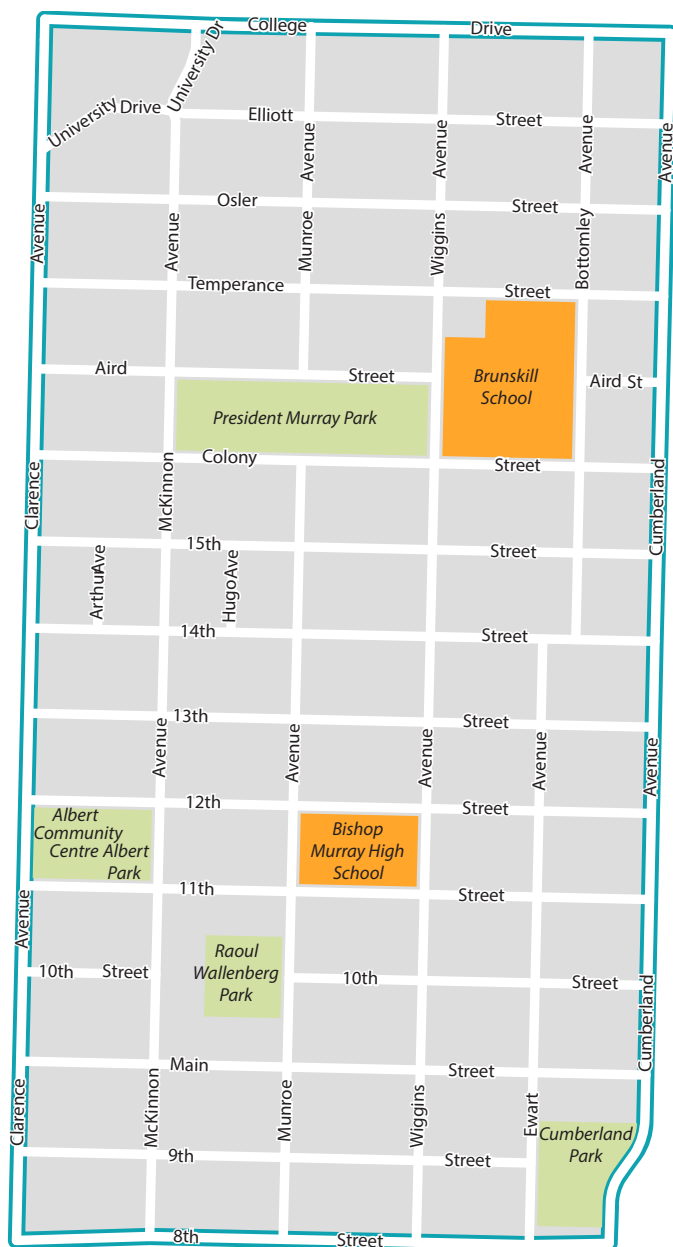 College Drive
University Dr
University Drive
Elliott Street
Avenue
Avenue
Avenue
Avenue
Osler Street
Avenue
Avenue
Munroe
Wiggins
Bottomley
Temperance Street
Aird Street
Aird St
Brunskill
School
President Murray Park
Colony Street
Clarence
McKinnon
Cumberland
15th Street
ArthurAve
HugoAve
14th Street
13th Street
Avenue
Avenue
Avenue
Avenue
Avenue
12th Street
Albert
Community
Centre Albert
Park
Bishop
Murray High
School
11th Street
Avenue
Raoul
Wallenberg
Park
10th Street
10th Street
Cumberland
Main Street
Clarence
McKinnon
Munroe
Wiggins
Ewart
Cumberland
Park
9th Street
8th Street